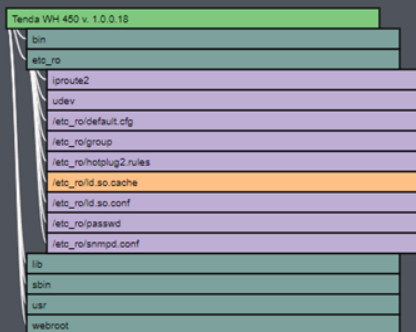 Tenda WH 450 v. 1.0.0.18
bin
etc_ro
iproute2
udev
/etc_ro/default.cfg
/etc_ro/group
/etc_ro/hotplug2.rules
/etc_ro/ld.so.cache
/etc_ro/ld.so.conf
/etc_ro/passwd
/etc_ro/snmpd.conf
lib
sbin
usr
webroot